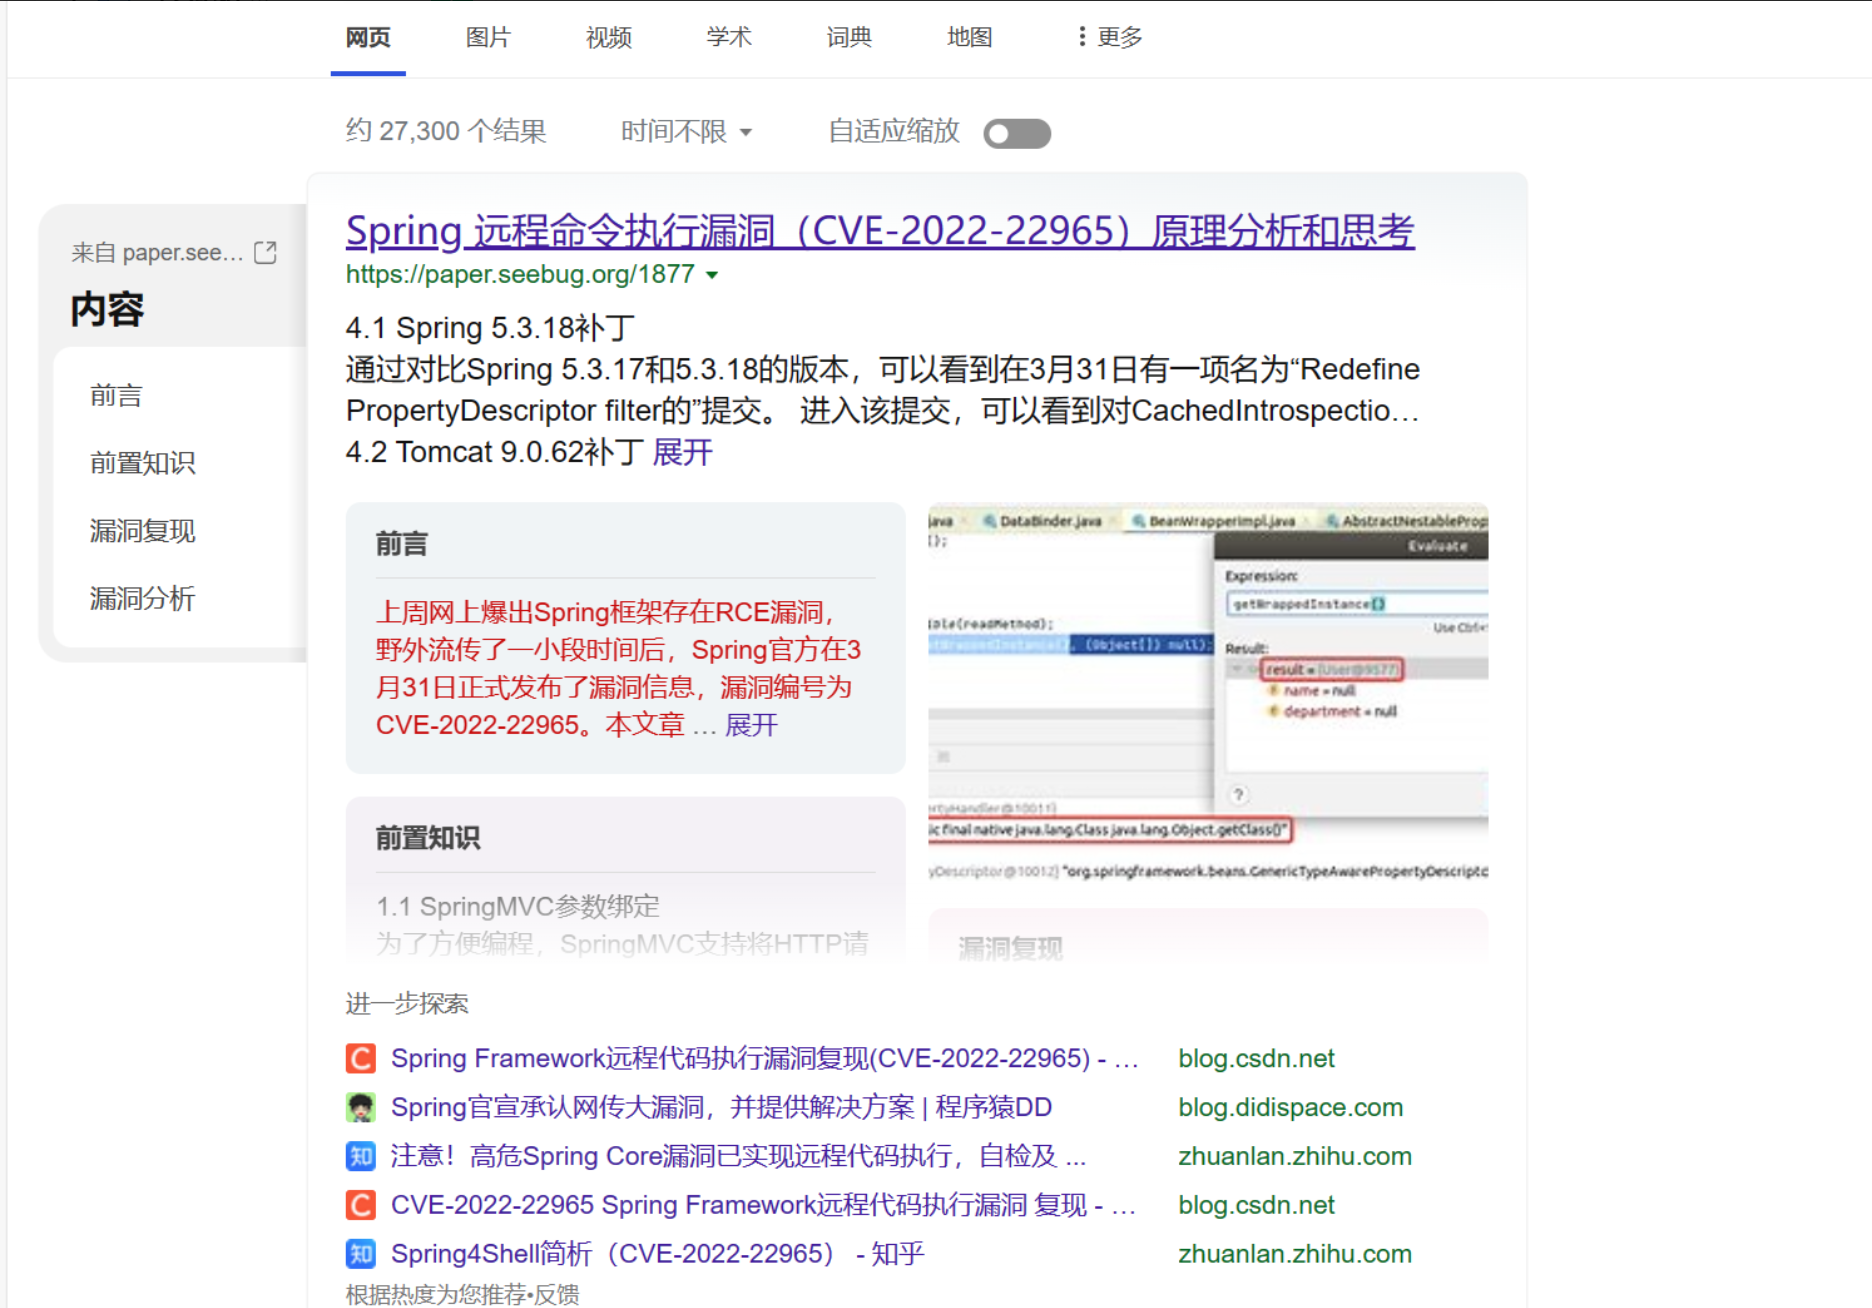 网页 图片 视频 学术 词典 地图 更多
约 27,300 个结果 时间不限 自适应缩放
来自 paper.see...
内容
前言
前置知识
漏洞复现
漏洞分析
Spring 远程命令执行漏洞（CVE-2022-22965）原理分析和思考
https://paper.seebug.org/1877
4.1 Spring 5.3.18补丁
通过对比Spring 5.3.17和5.3.18的版本，可以看到在3月31日有一项名为“Redefine
PropertyDescriptor filter的”提交。 进入该提交，可以看到对CachedIntrospectio…
4.2 Tomcat 9.0.62补丁 展开
前言
上周网上爆出Spring框架存在RCE漏洞，
野外流传了一小段时间后，Spring官方在3
月31日正式发布了漏洞信息，漏洞编号为
CVE-2022-22965。本文章 … 展开
前置知识
1.1 SpringMVC参数绑定
为了方便编程，SpringMVC支持将HTTP请
java DataBinder.java BeanWrapperImpl.java AbstractNestableProp
Evaluate
Expression:
getWrappedInstance()
Use Ctrl+
ible(readMethod);
etWrappedInstance(), (Object[]) null);
Result:
result = {User@9577}
name = null
department = null
?
rtyHandler@10011}
ic final native java.lang.Class java.lang.Object.getClass()"
yDescriptor@10012} "org.springframework.beans.GenericTypeAwarePropertyDescriptc
漏洞复现
进一步探索
Spring Framework远程代码执行漏洞复现(CVE-2022-22965) - … blog.csdn.net
Spring官宣承认网传大漏洞，并提供解决方案 | 程序猿DD blog.didispace.com
知 注意！高危Spring Core漏洞已实现远程代码执行，自检及 ... zhuanlan.zhihu.com
CVE-2022-22965 Spring Framework远程代码执行漏洞 复现 - … blog.csdn.net
知 Spring4Shell简析（CVE-2022-22965） - 知乎 zhuanlan.zhihu.com
根据热度为您推荐•反馈